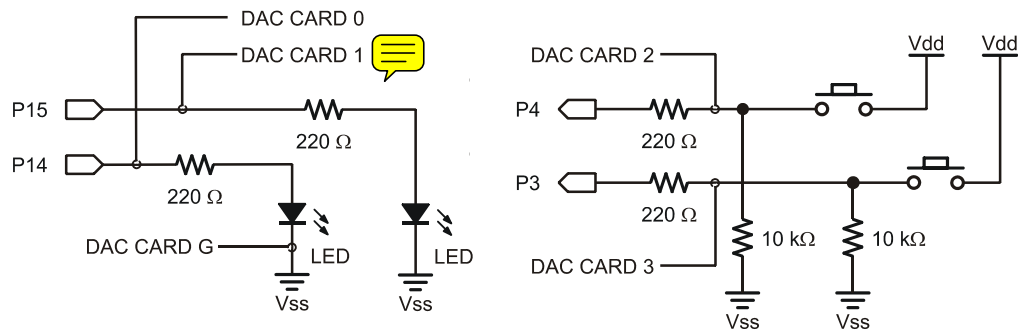 DAC CARD 0
DAC CARD 1
P15
220 Ω
P14
220 Ω
DAC CARD G
LED
LED
Vss
Vss
Vdd
Vdd
DAC CARD 2
P4
220 Ω
P3
220 Ω
10 kΩ
10 kΩ
DAC CARD 3
Vss
Vss